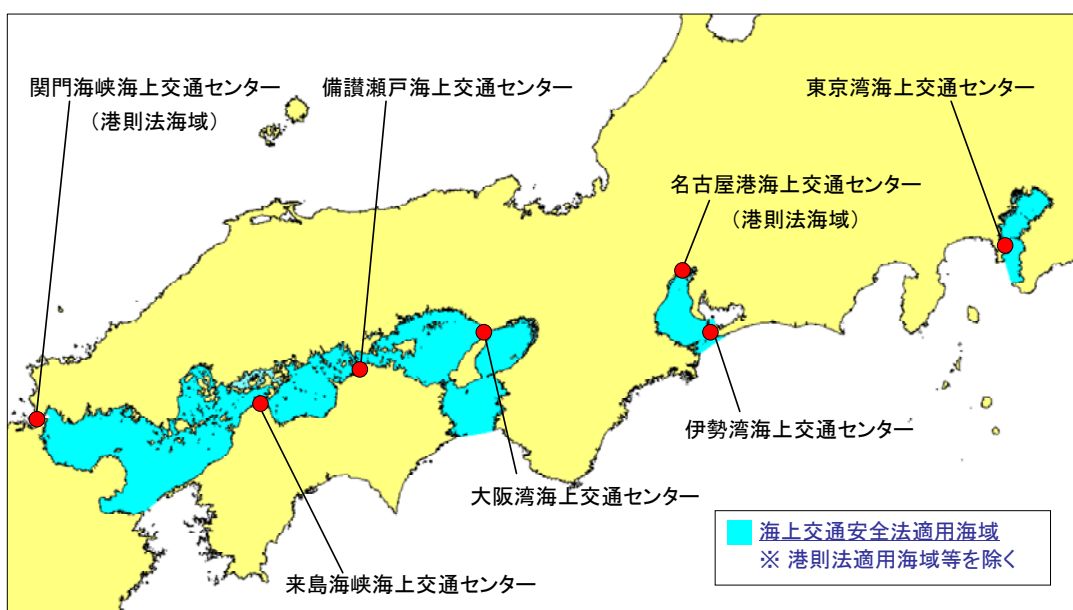 関門海峡海上交通センター
（港則法海域）
備讃瀬戸海上交通センター
東京湾海上交通センター
名古屋港海上交通センター
（港則法海域）
伊勢湾海上交通センター
大阪湾海上交通センター
来島海峡海上交通センター
海上交通安全法適用海域
※ 港則法適用海域等を除く